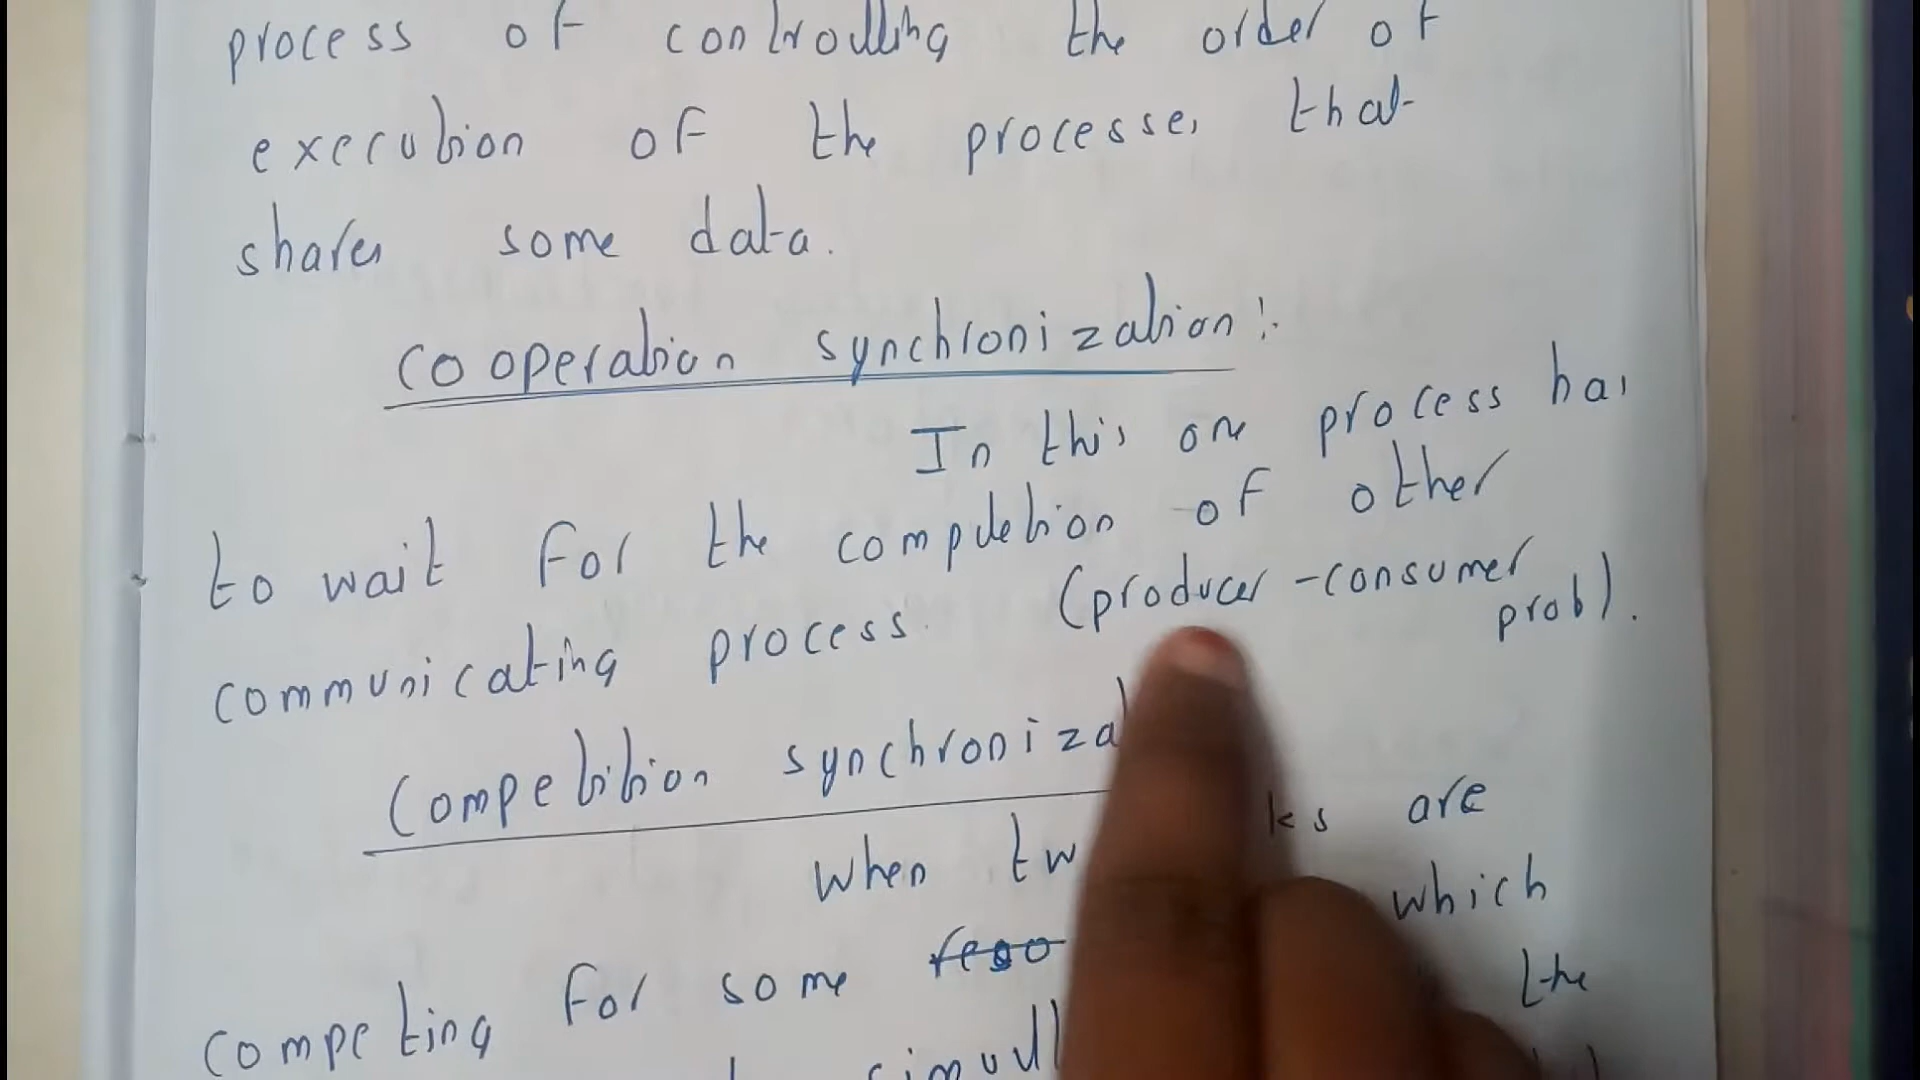 process of controlling the order of
execution of the processes that
shares some data.
Cooperation synchronization :-
In this one process has
to wait for the completion of other
communicating process. (producer-consumer
prob).
Competition
when are
which
competing for some the